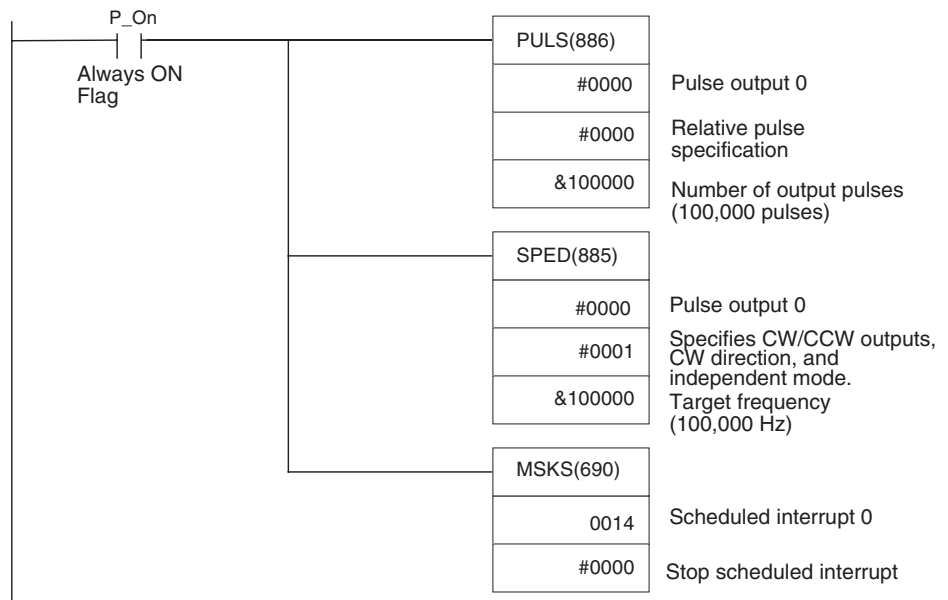 P_On
Always ON
Flag
PULS(886)
#0000
Pulse output 0
#0000
Relative pulse
specification
&100000
Number of output pulses
(100,000 pulses)
SPED(885)
#0000
Pulse output 0
#0001
Specifies CW/CCW outputs,
CW direction, and
independent mode.
&100000
Target frequency
(100,000 Hz)
MSKS(690)
0014
Scheduled interrupt 0
#0000
Stop scheduled interrupt